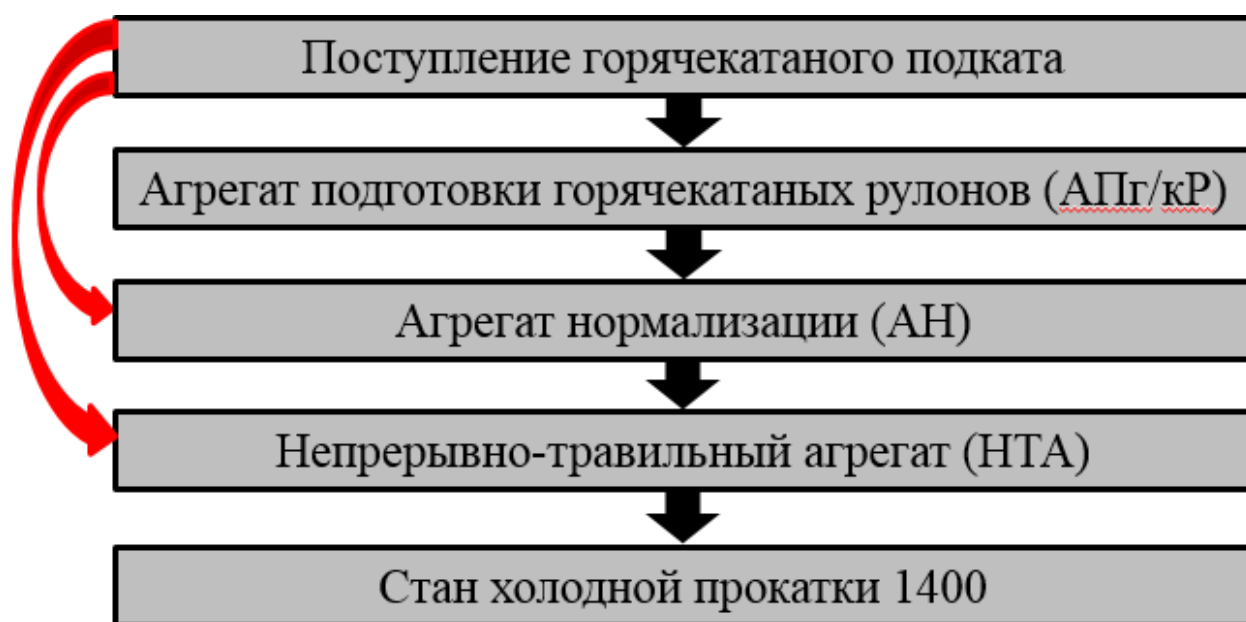 Поступление горячекатаного подката
Агрегат подготовки горячекатаных рулонов (АПг/кР)
Агрегат нормализации (АН)
Непрерывно-травильный агрегат (НТА)
Стан холодной прокатки 1400